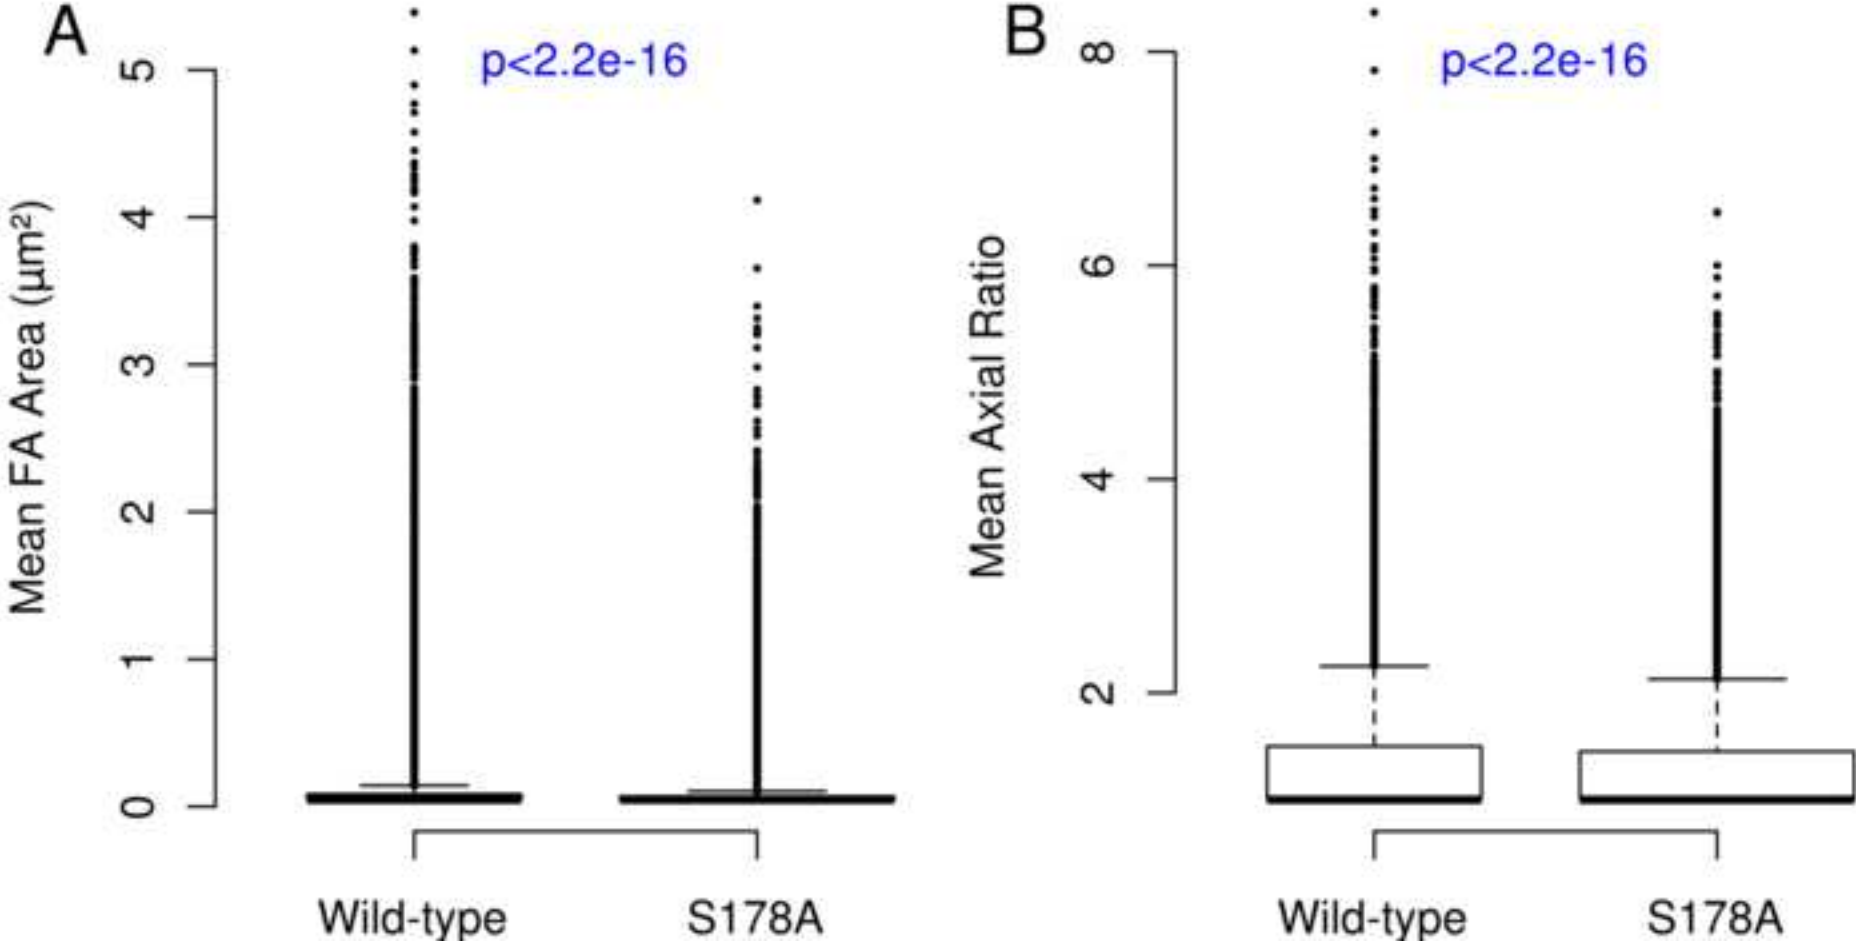 A
p<2.2e-16
Mean FA Area (µm²)
5
4
3
2
1
0
Wild-type
S178A
B
p<2.2e-16
Mean Axial Ratio
8
6
4
2
Wild-type
S178A